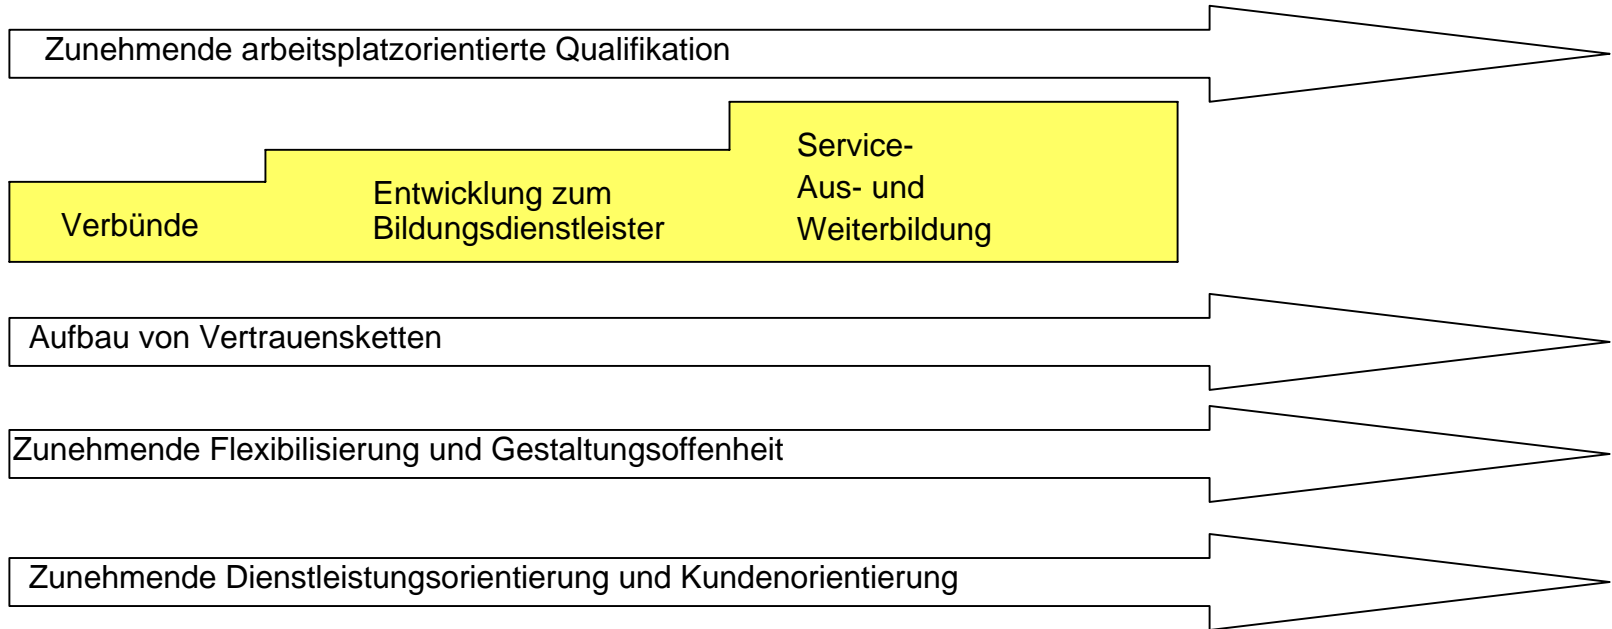 Zunehmende arbeitsplatzorientierte Qualifikation
Verbünde
Entwicklung zum
Bildungsdienstleister
Service-
Aus- und
Weiterbildung
Aufbau von Vertrauensketten
Zunehmende Flexibilisierung und Gestaltungsoffenheit
Zunehmende Dienstleistungsorientierung und Kundenorientierung